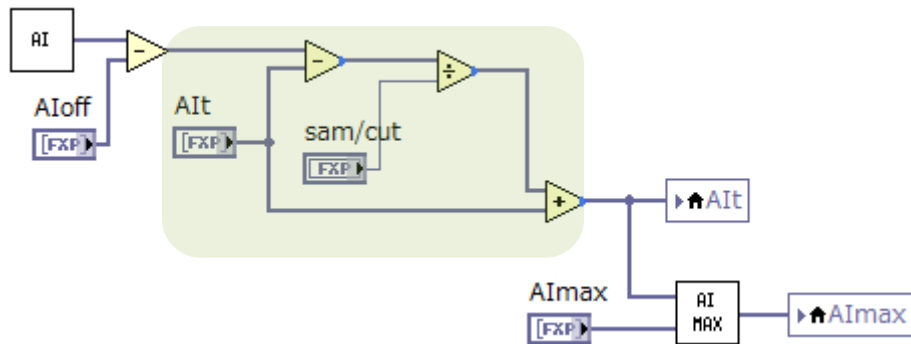 AI
−
AIoff
[FXP]
AIt
[FXP]
−
÷
sam/cut
FXP
+
AIt
AImax
[FXP]
AI
MAX
AImax